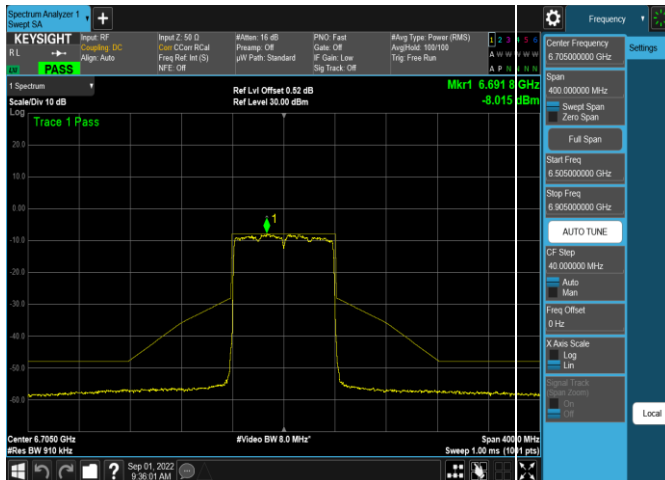 Spectrum Analyzer 1
Swept SA
+
Frequency
KEYSIGHT
R L
PASS
Input: RF
Coupling: DC
Align: Auto
Input Z: 50 Ω
Corr CCorr RCal
Freq Ref: Int (S)
NFE: Off
#Atten: 16 dB
Preamp: Off
µW Path: Standard
PNO: Fast
Gate: Off
IF Gain: Low
Sig Track: Off
#Avg Type: Power (RMS)
Avg|Hold: 100/100
Trig: Free Run
1 2 3 4 5 6
A W W W W W
A P N N N N
1 Spectrum
Scale/Div 10 dB
Log
Ref Lvl Offset 0.52 dB
Ref Level 30.00 dBm
Mkr1 6.691 8 GHz
-8.015 dBm
Trace 1 Pass
20.0
10.0
0.00
-10.0
-20.0
-30.0
-40.0
-50.0
-60.0
1
Center 6.7050 GHz
#Res BW 910 kHz
#Video BW 8.0 MHz*
Span 400.0 MHz
Sweep 1.00 ms (1001 pts)
Sep 01, 2022
9:36:01 AM
?
Center Frequency
6.705000000 GHz
Span
400.000000 MHz
Swept Span
Zero Span
Full Span
Start Freq
6.505000000 GHz
Stop Freq
6.905000000 GHz
AUTO TUNE
CF Step
40.000000 MHz
Auto
Man
Freq Offset
0 Hz
X Axis Scale
Log
Lin
Signal Track
(Span Zoom)
On
Off
Settings
Local